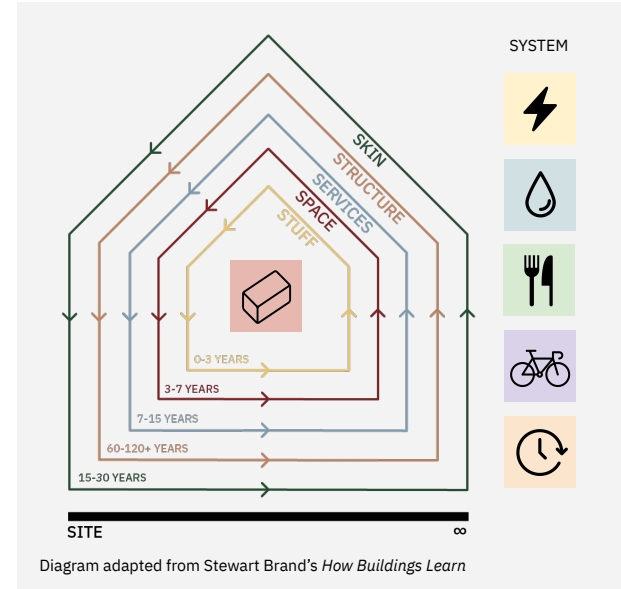 SYSTEM
SKIN
STRUCTURE
SERVICES
SPACE
STUFF
0-3 YEARS
3-7 YEARS
7-15 YEARS
60-120+ YEARS
15-30 YEARS
SITE
∞
Diagram adapted from Stewart Brand's How Buildings Learn